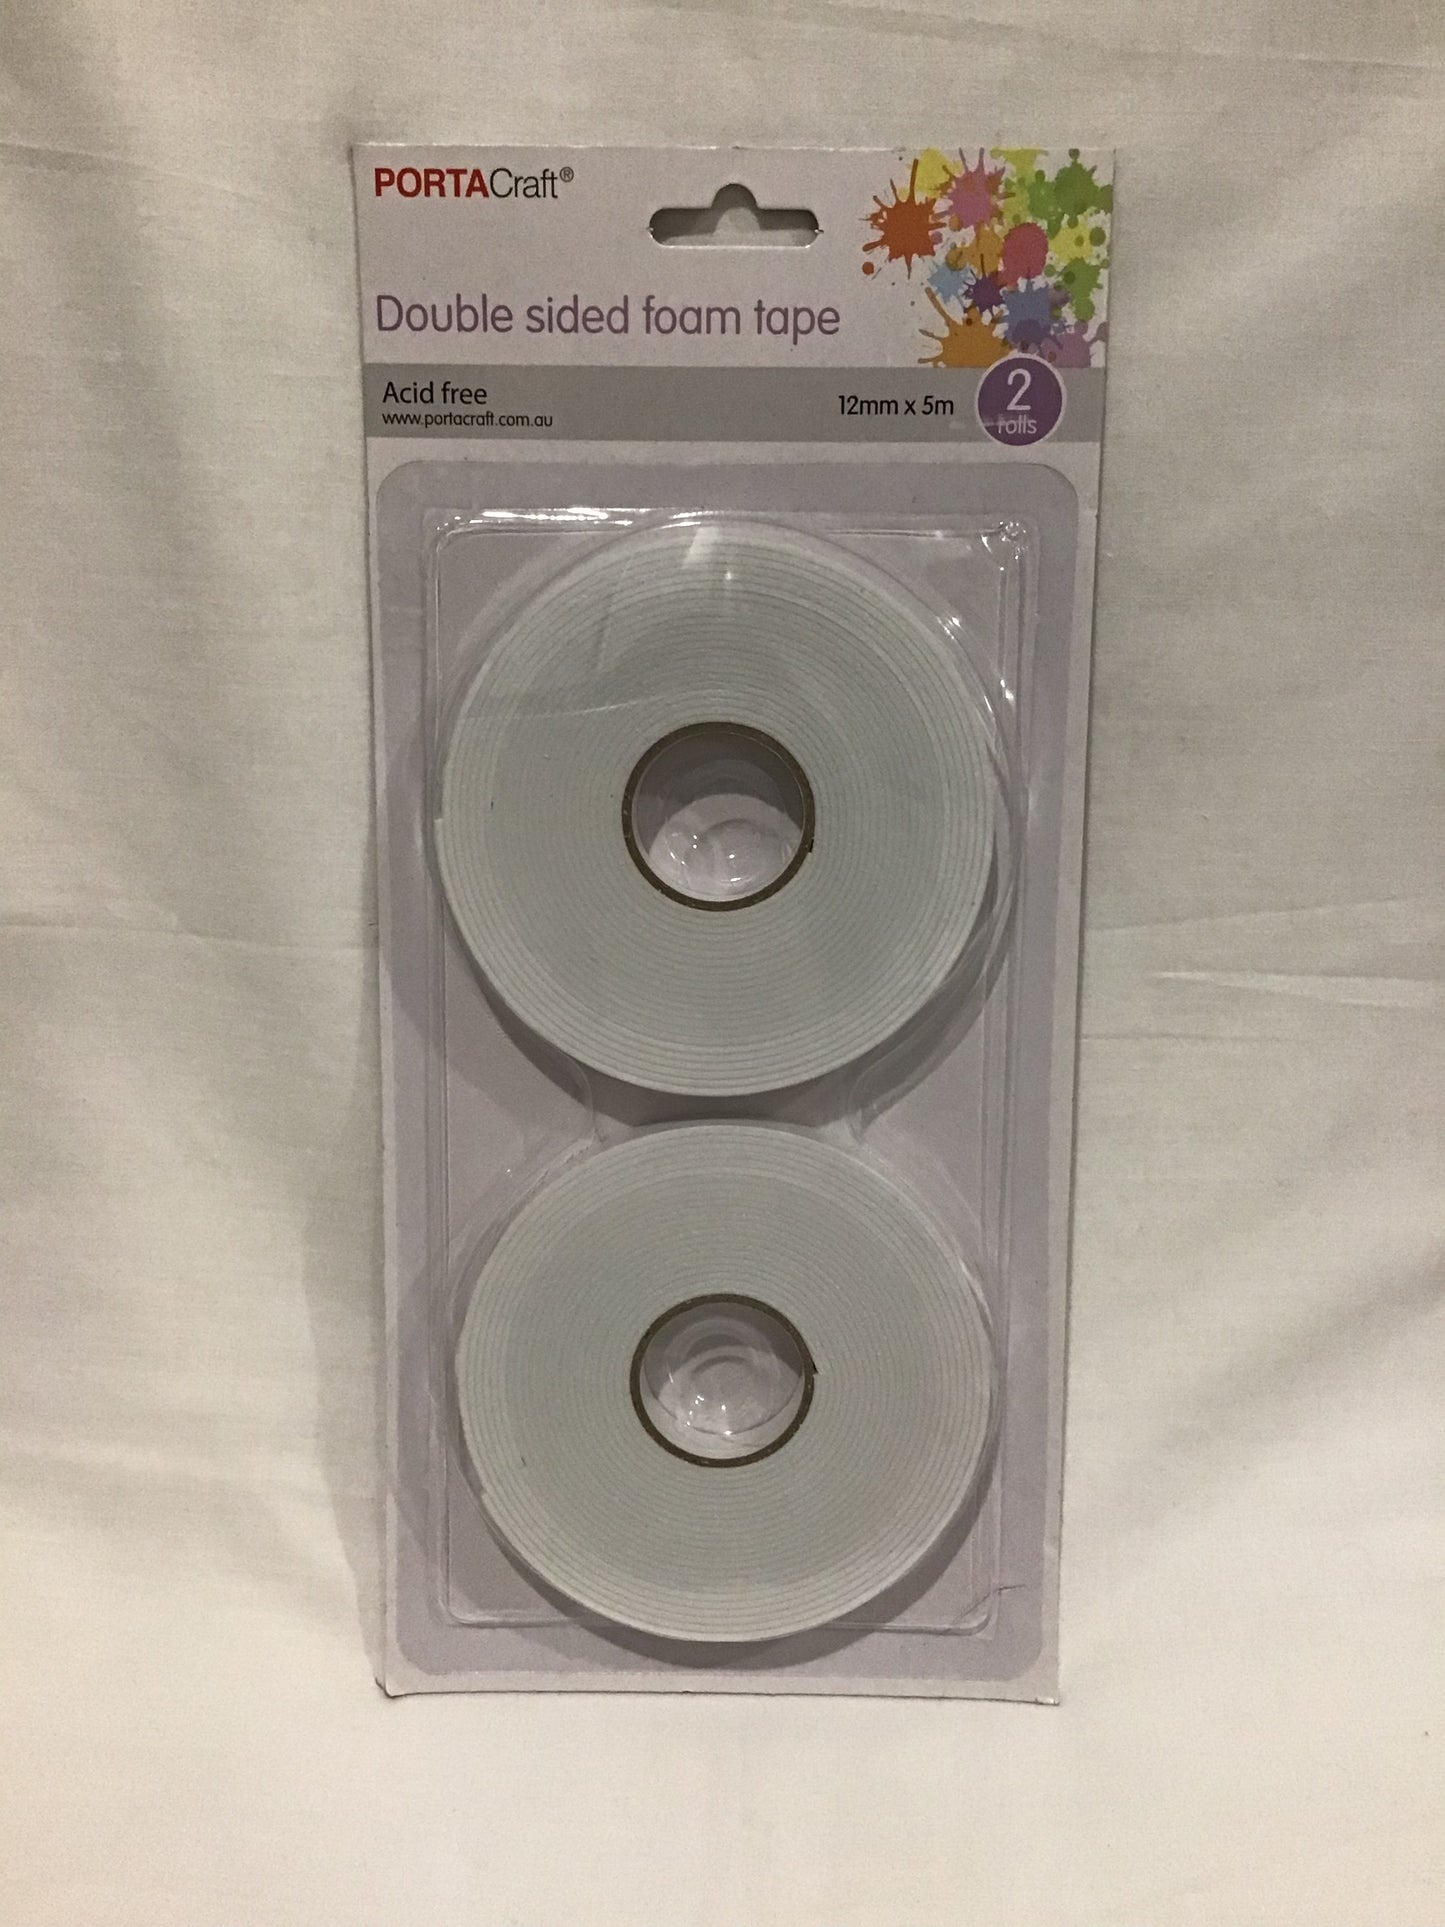 PORTACraft®
Double sided foam tape
Acid free
www.portacraft.com.au
12mm x 5m
2
rolls